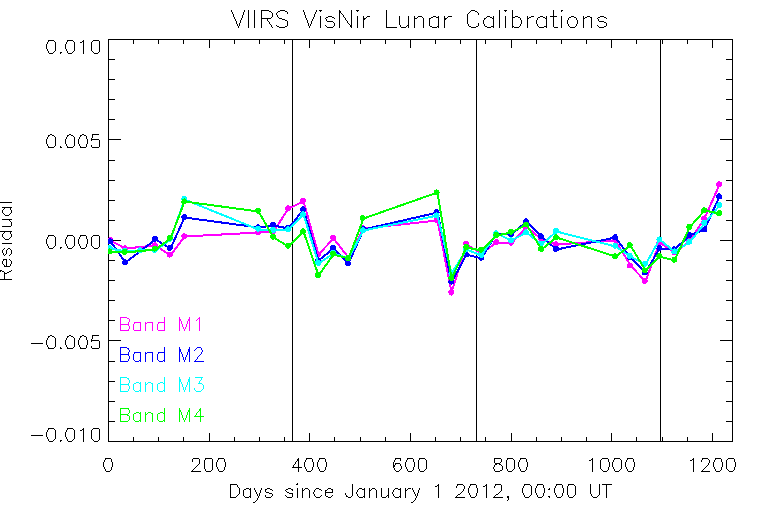 VIIRS VisNir Lunar Calibrations
0.010
0.005
0.000
-0.005
-0.010
Residual
Band M1
Band M2
Band M3
Band M4
0 200 400 600 800 1000 1200
Days since January 1 2012, 00:00 UT